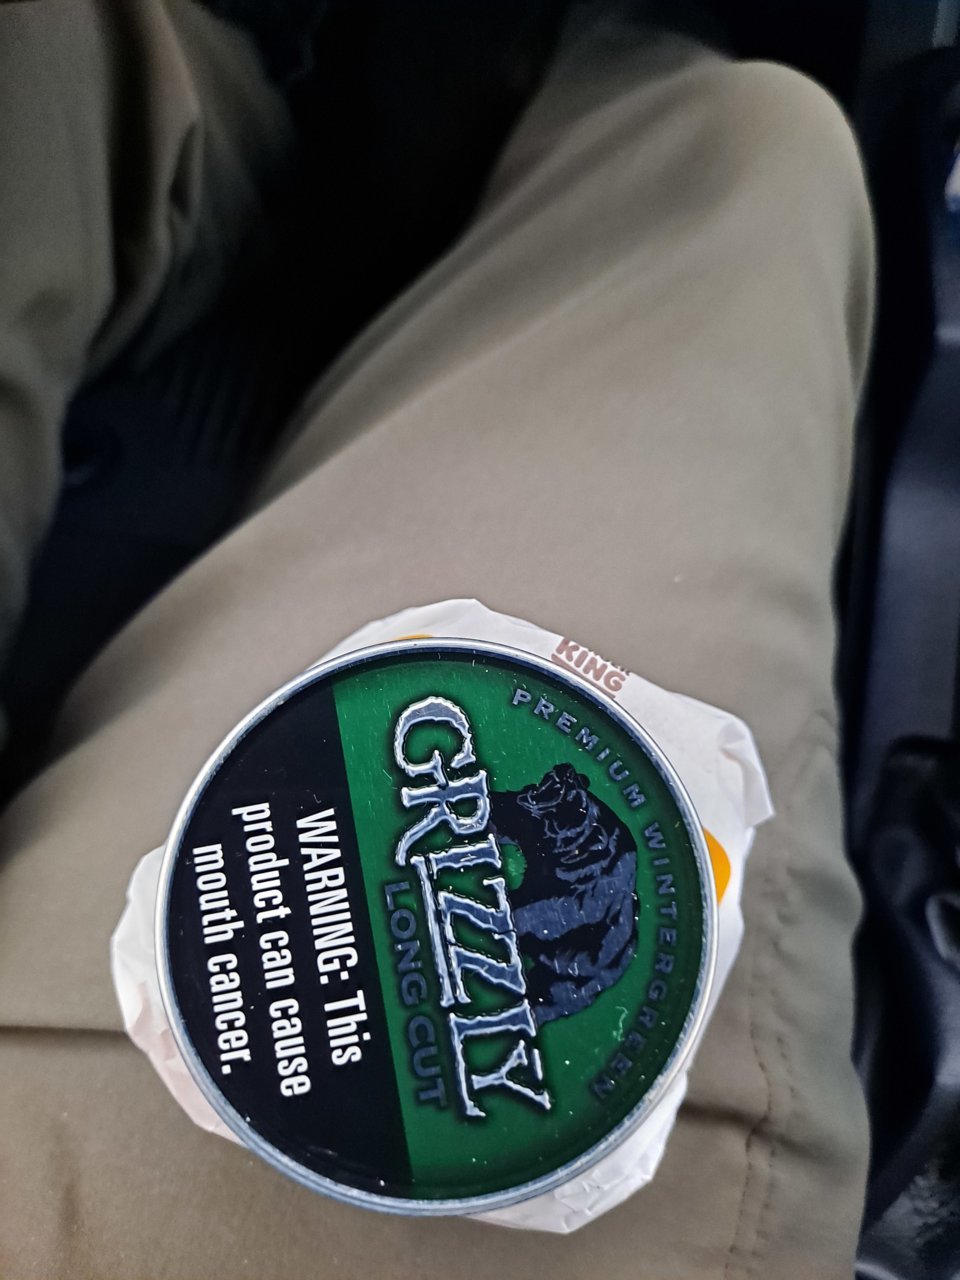 KING
PREMIUM WINTERGREEN
GRIZZLY
LONG CUT
WARNING: This
product can cause
mouth cancer.